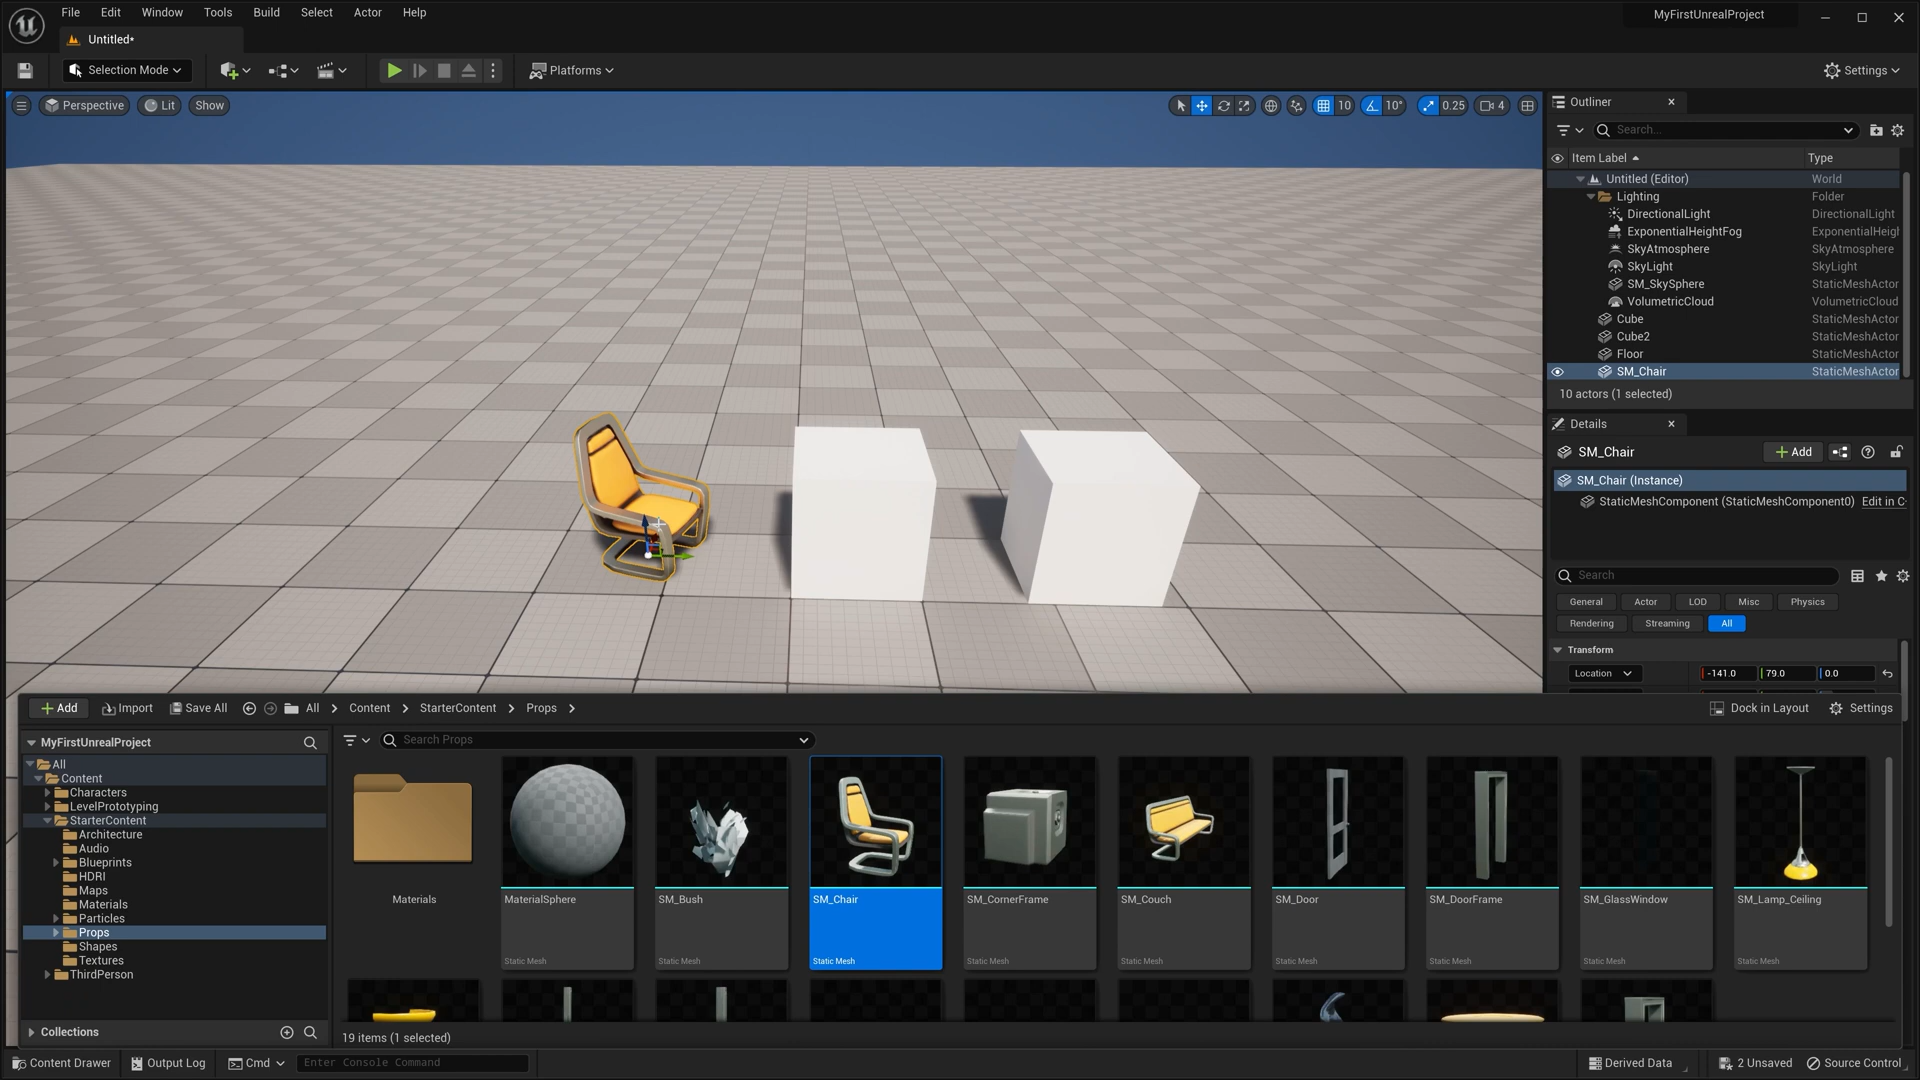 File Edit Window Tools Build Select Actor Help
MyFirstUnrealProject
Untitled*
Selection Mode
Platforms
Settings
Perspective Lit Show
10 10° 0.25 4
Outliner
Search...
Item Label Type
Untitled (Editor) World
Lighting Folder
DirectionalLight DirectionalLight
ExponentialHeightFog ExponentialHeigh
SkyAtmosphere SkyAtmosphere
SkyLight SkyLight
SM_SkySphere StaticMeshActor
VolumetricCloud VolumetricCloud
Cube StaticMeshActor
Cube2 StaticMeshActor
Floor StaticMeshActor
SM_Chair StaticMeshActor
10 actors (1 selected)
Details
SM_Chair
Add
SM_Chair (Instance)
StaticMeshComponent (StaticMeshComponent0) Edit in C
Search
General Actor LOD Misc Physics
Rendering Streaming All
Transform
Location -141.0 79.0 0.0
Add Import Save All All Content StarterContent Props
Dock in Layout Settings
MyFirstUnrealProject
All
Content
Characters
LevelPrototyping
StarterContent
Architecture
Audio
Blueprints
HDRI
Maps
Materials
Particles
Props
Shapes
Textures
ThirdPerson
Collections
Search Props
Materials MaterialSphere SM_Bush SM_Chair SM_CornerFrame SM_Couch SM_Door SM_DoorFrame SM_GlassWindow SM_Lamp_Ceiling
Static Mesh Static Mesh Static Mesh Static Mesh Static Mesh Static Mesh Static Mesh Static Mesh Static Mesh
19 items (1 selected)
Content Drawer Output Log Cmd Enter Console Command
Derived Data 2 Unsaved Source Control